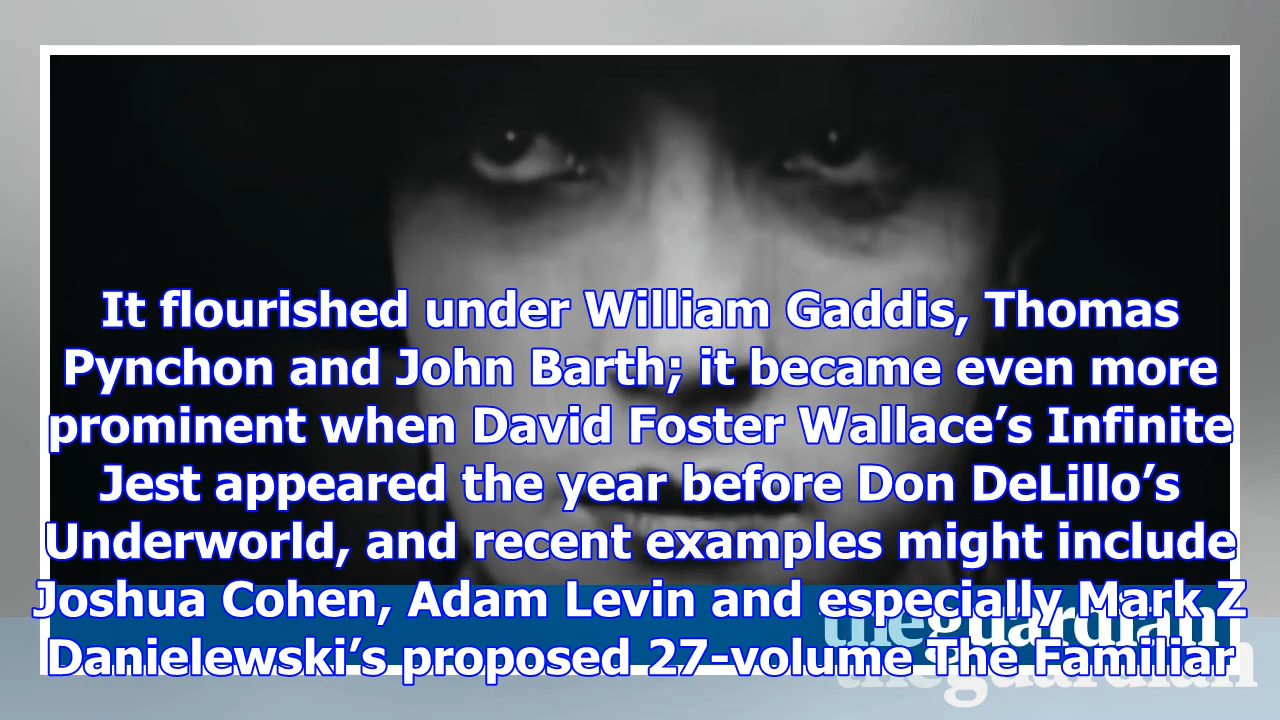 It flourished under William Gaddis, Thomas
Pynchon and John Barth; it became even more
prominent when David Foster Wallace’s Infinite
Jest appeared the year before Don DeLillo’s
Underworld, and recent examples might include
Joshua Cohen, Adam Levin and especially Mark Z
Danielewski’s proposed 27-volume The Familiar
theguardian
theguardian